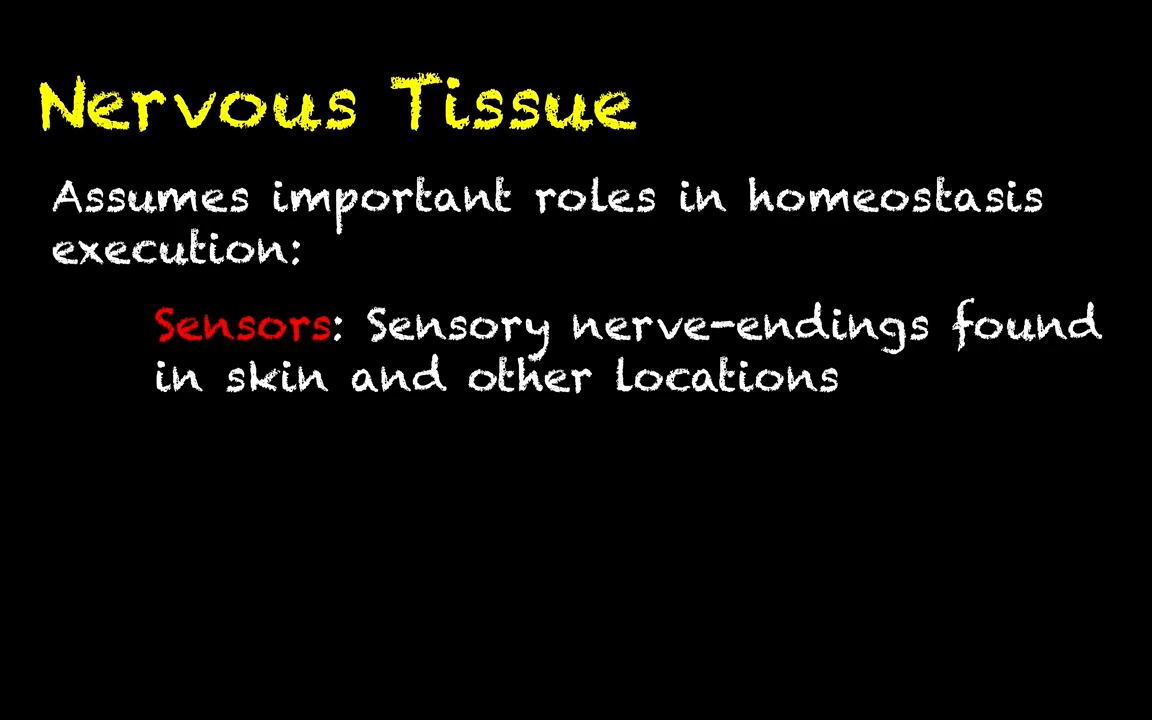 Nervous Tissue
Assumes important roles in homeostasis
execution:
Sensors: Sensory nerve-endings found
in skin and other locations